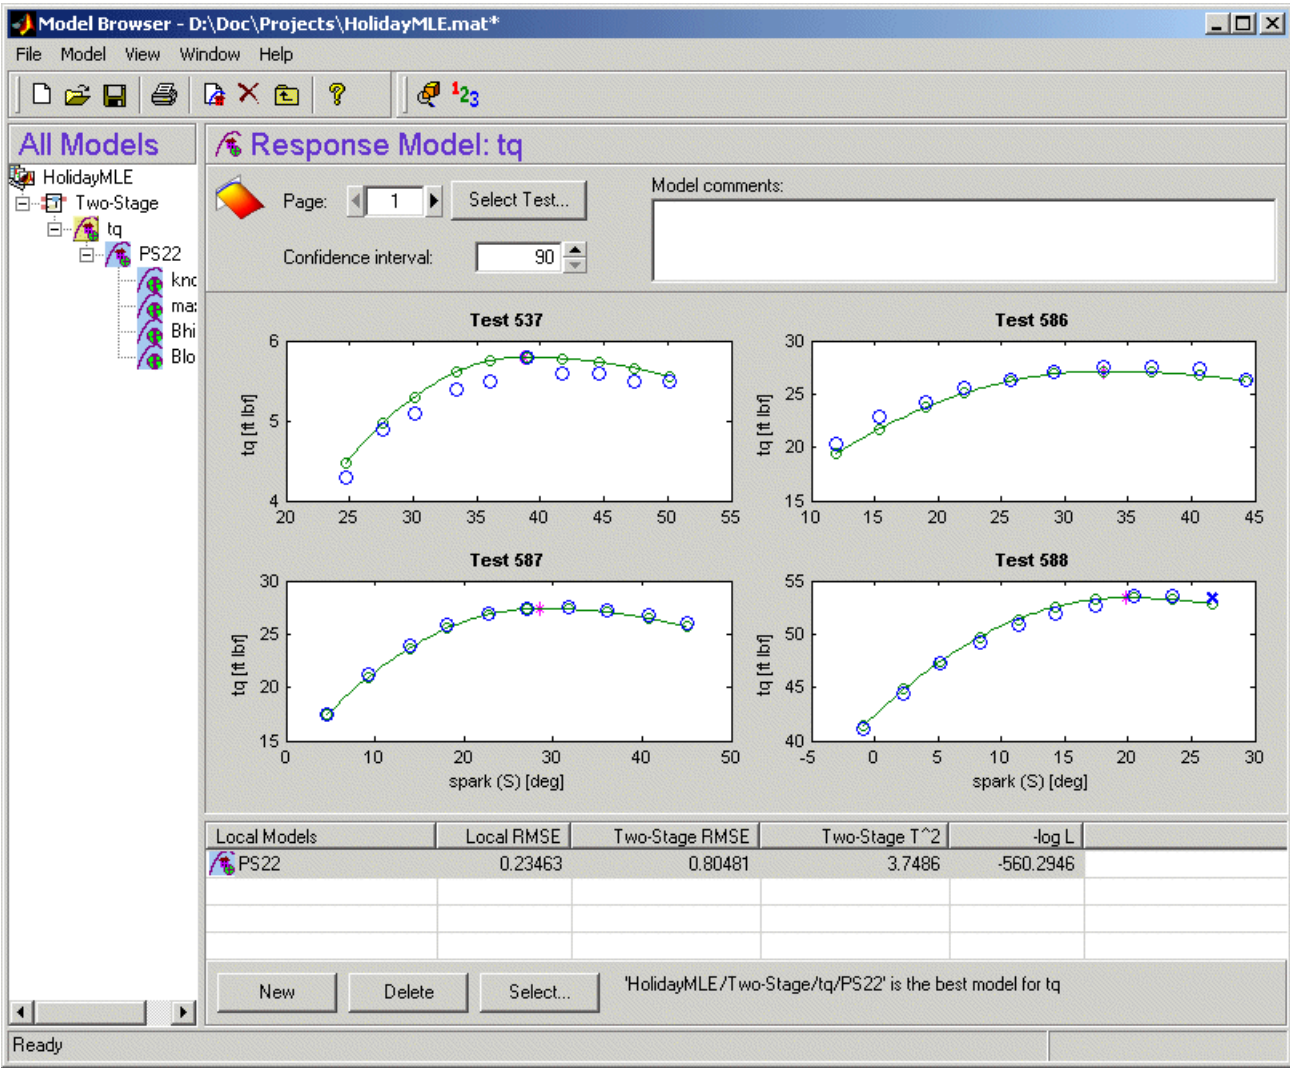 Model Browser - D:\Doc\Projects\HolidayMLE.mat*
File Model View Window Help
1 2 3
All Models
HolidayMLE
Two-Stage
tq
PS22
knc
ma
Bhi
Blo
Response Model: tq
Page: 1 Select Test...
Confidence interval: 90
Model comments:
Test 537
6
5
4
tq [ft lbf]
20 25 30 35 40 45 50 55
Test 586
30
25
20
15
tq [ft lbf]
10 15 20 25 30 35 40 45
Test 587
30
25
20
15
tq [ft lbf]
0 10 20 30 40 50
spark (S) [deg]
Test 588
55
50
45
40
tq [ft lbf]
-5 0 5 10 15 20 25 30
spark (S) [deg]
Local Models Local RMSE Two-Stage RMSE Two-Stage T^2 -log L
PS22 0.23463 0.80481 3.7486 -560.2946
New Delete Select... 'HolidayMLE/Two-Stage/tq/PS22' is the best model for tq
Ready